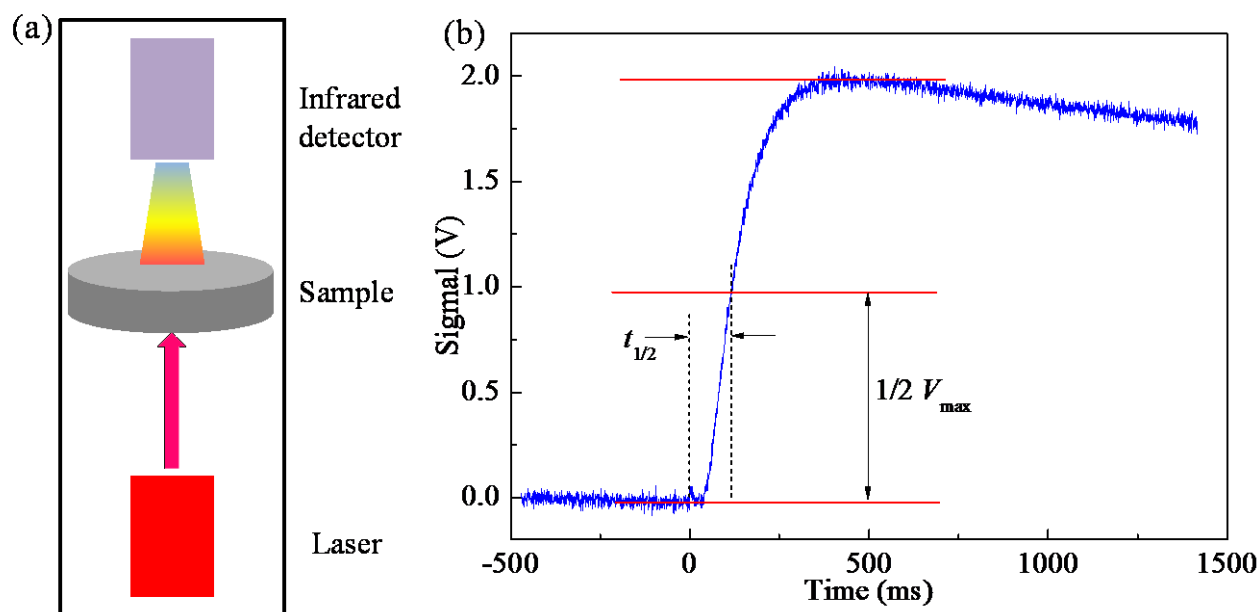 (a)
Infrared
detector
Sample
Laser
(b)
Sigmal (V)
2.0
1.5
1.0
0.5
0.0
t1/2
1/2 Vmax
-500
0
500
1000
1500
Time (ms)